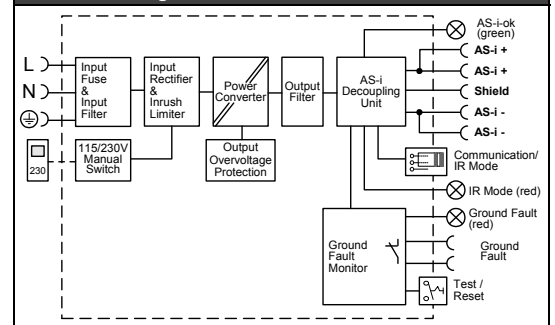 AS-i-ok
(green)
L
N
Input
Fuse
&
Input
Filter
Input
Rectifier
&
Inrush
Limiter
Power
Converter
Output
Filter
AS-i
Decoupling
Unit
AS-i +
AS-i +
Shield
AS-i -
AS-i -
230
115/230V
Manual
Switch
Output
Overvoltage
Protection
Communication/
IR Mode
IR Mode (red)
Ground Fault
(red)
Ground
Fault
Ground
Fault
Monitor
Test /
Reset